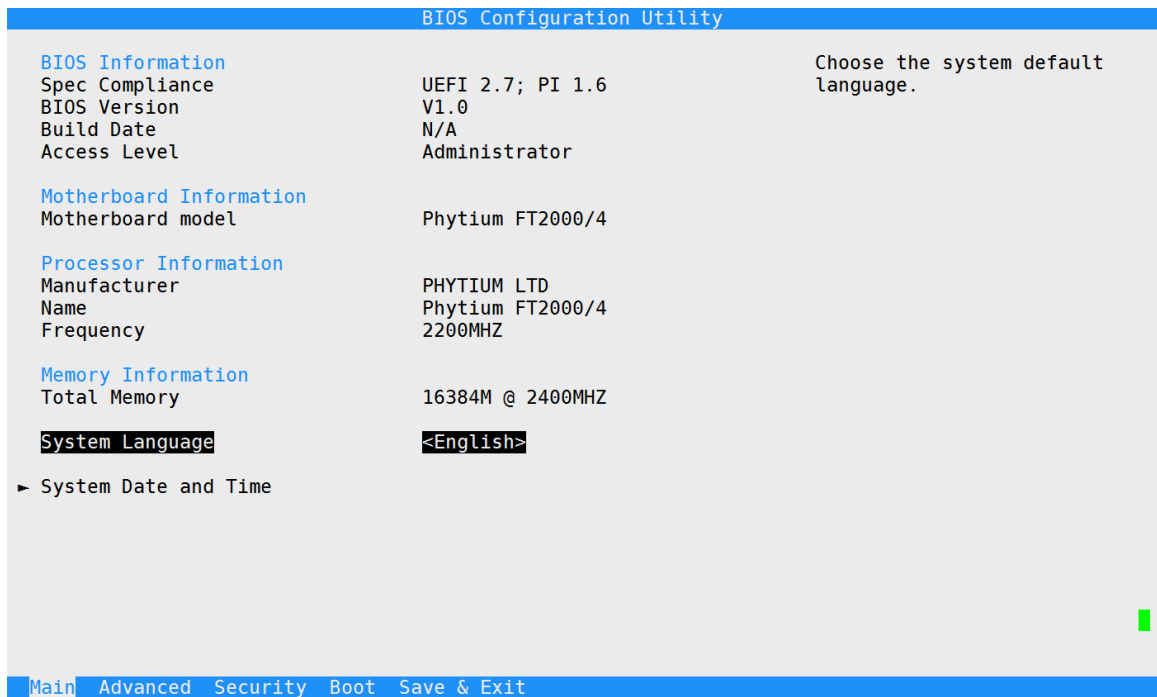 BIOS Configuration Utility
BIOS Information
Choose the system default
Spec Compliance UEFI 2.7; PI 1.6
language.
BIOS Version V1.0
Build Date N/A
Access Level Administrator
Motherboard Information
Motherboard model Phytium FT2000/4
Processor Information
Manufacturer PHYTIUM LTD
Name Phytium FT2000/4
Frequency 2200MHZ
Memory Information
Total Memory 16384M @ 2400MHZ
System Language <English>
► System Date and Time
Main Advanced Security Boot Save & Exit